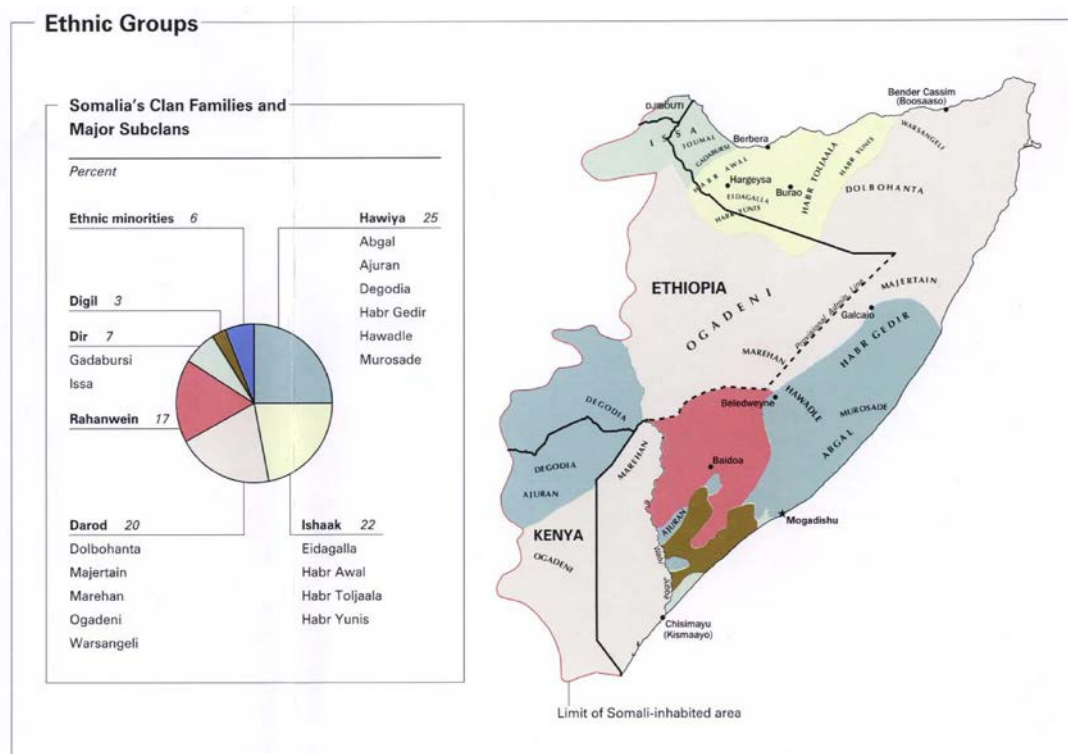 Ethnic Groups
Somalia's Clan Families and
Major Subclans
Percent
Ethnic minorities 6
Digil 3
Dir 7
Gadabursi
Issa
Rahanwein 17
Hawiya 25
Abgal
Ajuran
Degodia
Habr Gedir
Hawadle
Murosade
Darod 20
Dolbohanta
Majertain
Marehan
Ogadeni
Warsangeli
Ishaak 22
Eidagalla
Habr Awal
Habr Toljaala
Habr Yunis
DJIBOUTI
ISSA
TOUMAL
GADABURSI
Berbera
Bender Cassim
(Boosaaso)
WARSANGELI
HABR AWAL
Hargeysa
EIDAGALLA
HABR YUNIS
Burao
HABR TOLJAALA
HABR YUNIS
DOLBOHANTA
ETHIOPIA
OGADENI
Provisional Admin. Line
MAJERTAIN
Galcaio
MAREHAN
HABR GEDIR
HAWADLE
Beledweyne
MUROSADE
ABGAL
DEGODIA
DEGODIA
AJURAN
MAREHAN
Baidoa
AJURAN
Mogadishu
KENYA
OGADENI
Webi Jubba
Chisimayu
(Kismaayo)
Limit of Somali-inhabited area